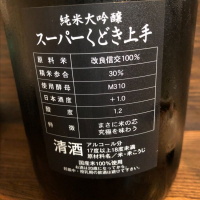 純米大吟醸
スーパーくどき上手
原料米 改良信交100%
精米歩合 30%
使用酵母 M310
日本酒度 +1.0
酸度 1.2
特徴 まさに米の芯
究極を味わう
清酒 アルコール分
17度以上18度未満
原材料名/米・米こうじ
国産米100%使用